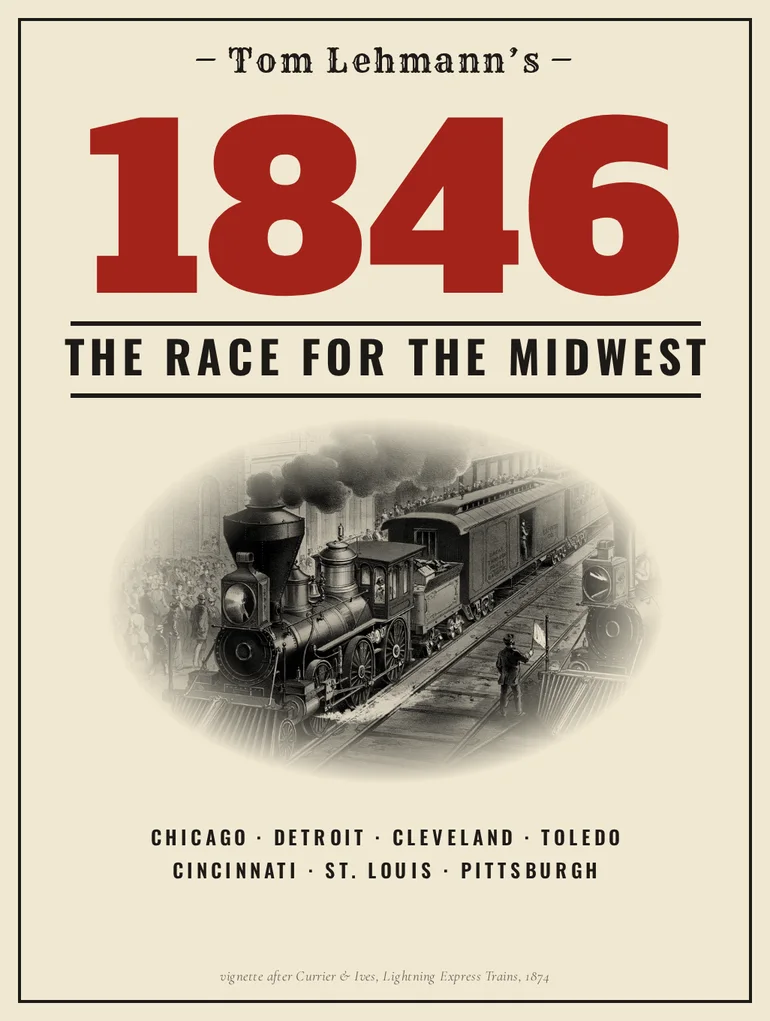 – Tom Lehmann’s –
1846
THE RACE FOR THE MIDWEST
CHICAGO · DETROIT · CLEVELAND · TOLEDO
CINCINNATI · ST. LOUIS · PITTSBURGH
vignette after Currier & Ives, Lightning Express Trains, 1874